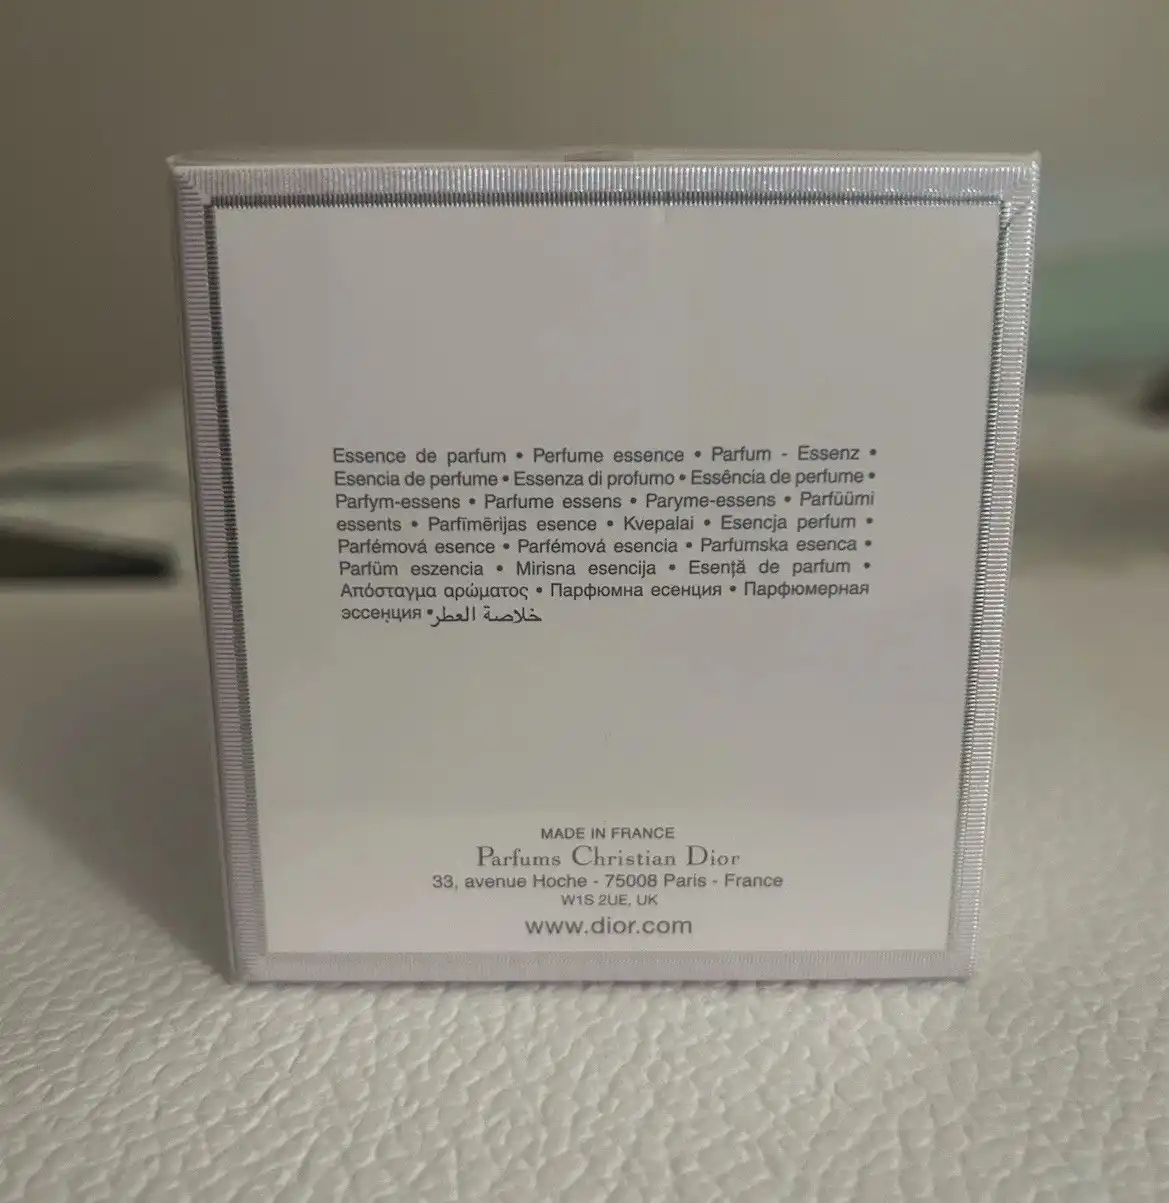 Essence de parfum • Perfume essence • Parfum - Essenz •
Esencia de perfume • Essenza di profumo • Essência de perfume •
Parfym-essens • Parfume essens • Paryme-essens • Parfüümi
essents • Parfīmērijas esence • Kvepalai • Esencja perfum •
Parfémová esence • Parfémová esencia • Parfumska esenca •
Parfüm eszencia • Mirisna esencija • Esență de parfum •
Απόσταγμα αρώματος • Парфюмна есенция • Парфюмерная
эссенция • خلاصة العطر
MADE IN FRANCE
Parfums Christian Dior
33, avenue Hoche - 75008 Paris - France
W1S 2UE, UK
www.dior.com